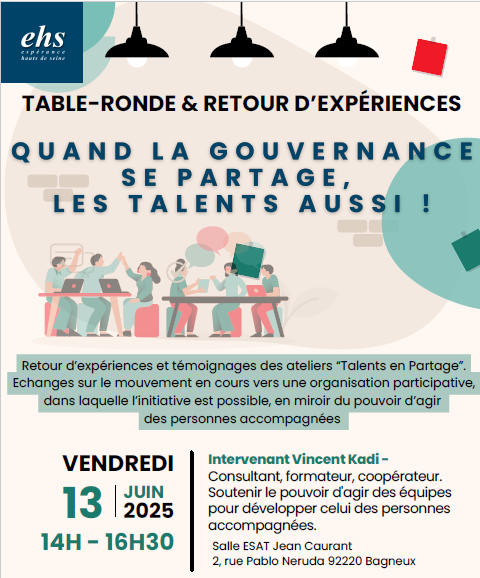 ehs
espérance
hauts de seine
TABLE-RONDE & RETOUR D’EXPÉRIENCES
QUAND LA GOUVERNANCE
SE PARTAGE,
LES TALENTS AUSSI !
Retour d’expériences et témoignages des ateliers “Talents en Partage”.
Echanges sur le mouvement en cours vers une organisation participative,
dans laquelle l’initiative est possible, en miroir du pouvoir d’agir
des personnes accompagnées
VENDREDI
13 JUIN
2025
14H - 16H30
Intervenant Vincent Kadi -
Consultant, formateur, coopérateur.
Soutenir le pouvoir d'agir des équipes
pour développer celui des personnes
accompagnées.
Salle ESAT Jean Caurant
2, rue Pablo Neruda 92220 Bagneux